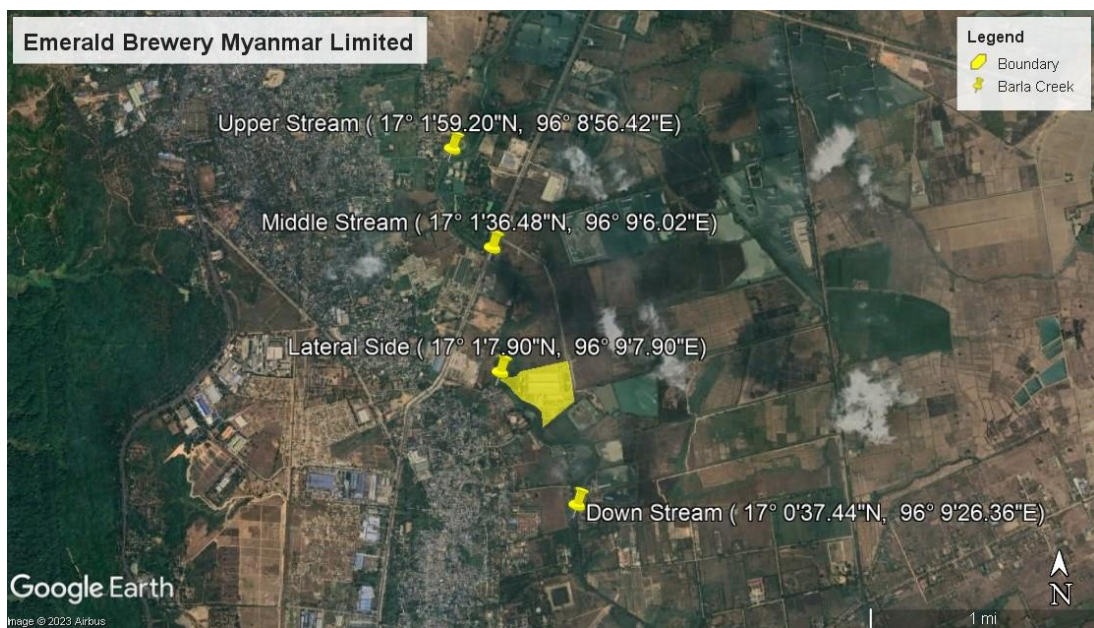 Emerald Brewery Myanmar Limited
Legend
Boundary
Barla Creek
Upper Stream ( 17° 1'59.20"N,  96° 8'56.42"E)
Middle Stream ( 17° 1'36.48"N,  96° 9'6.02"E)
Lateral Side ( 17° 1'7.90"N,  96° 9'7.90"E)
Down Stream ( 17° 0'37.44"N,  96° 9'26.36"E)
Google Earth
N
mage © 2023 Airbus
1 mi